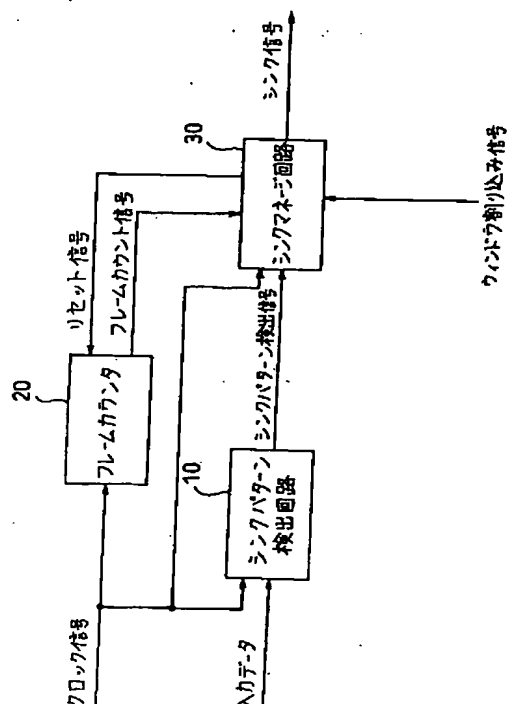 クロック信号
入力データ
20
フレームカウンタ
10
シンクパターン
検出回路
リセット信号
フレームカウント信号
シンクパターン検出信号
30
シンクマネージ回路
シンク信号
ウィンドウ割り込み信号